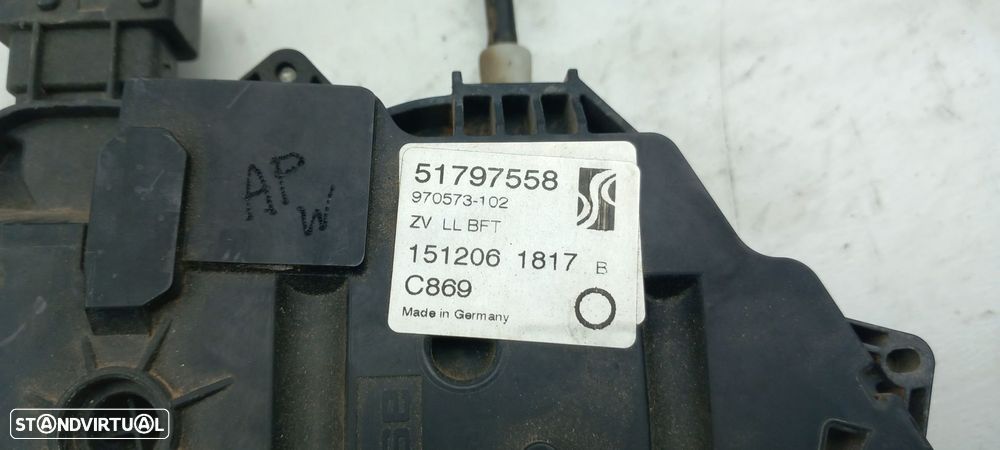 AP
W
51797558
970573-102
ZV LL BFT
151206 1817 B
C869
Made in Germany
STANDVIRTUAL